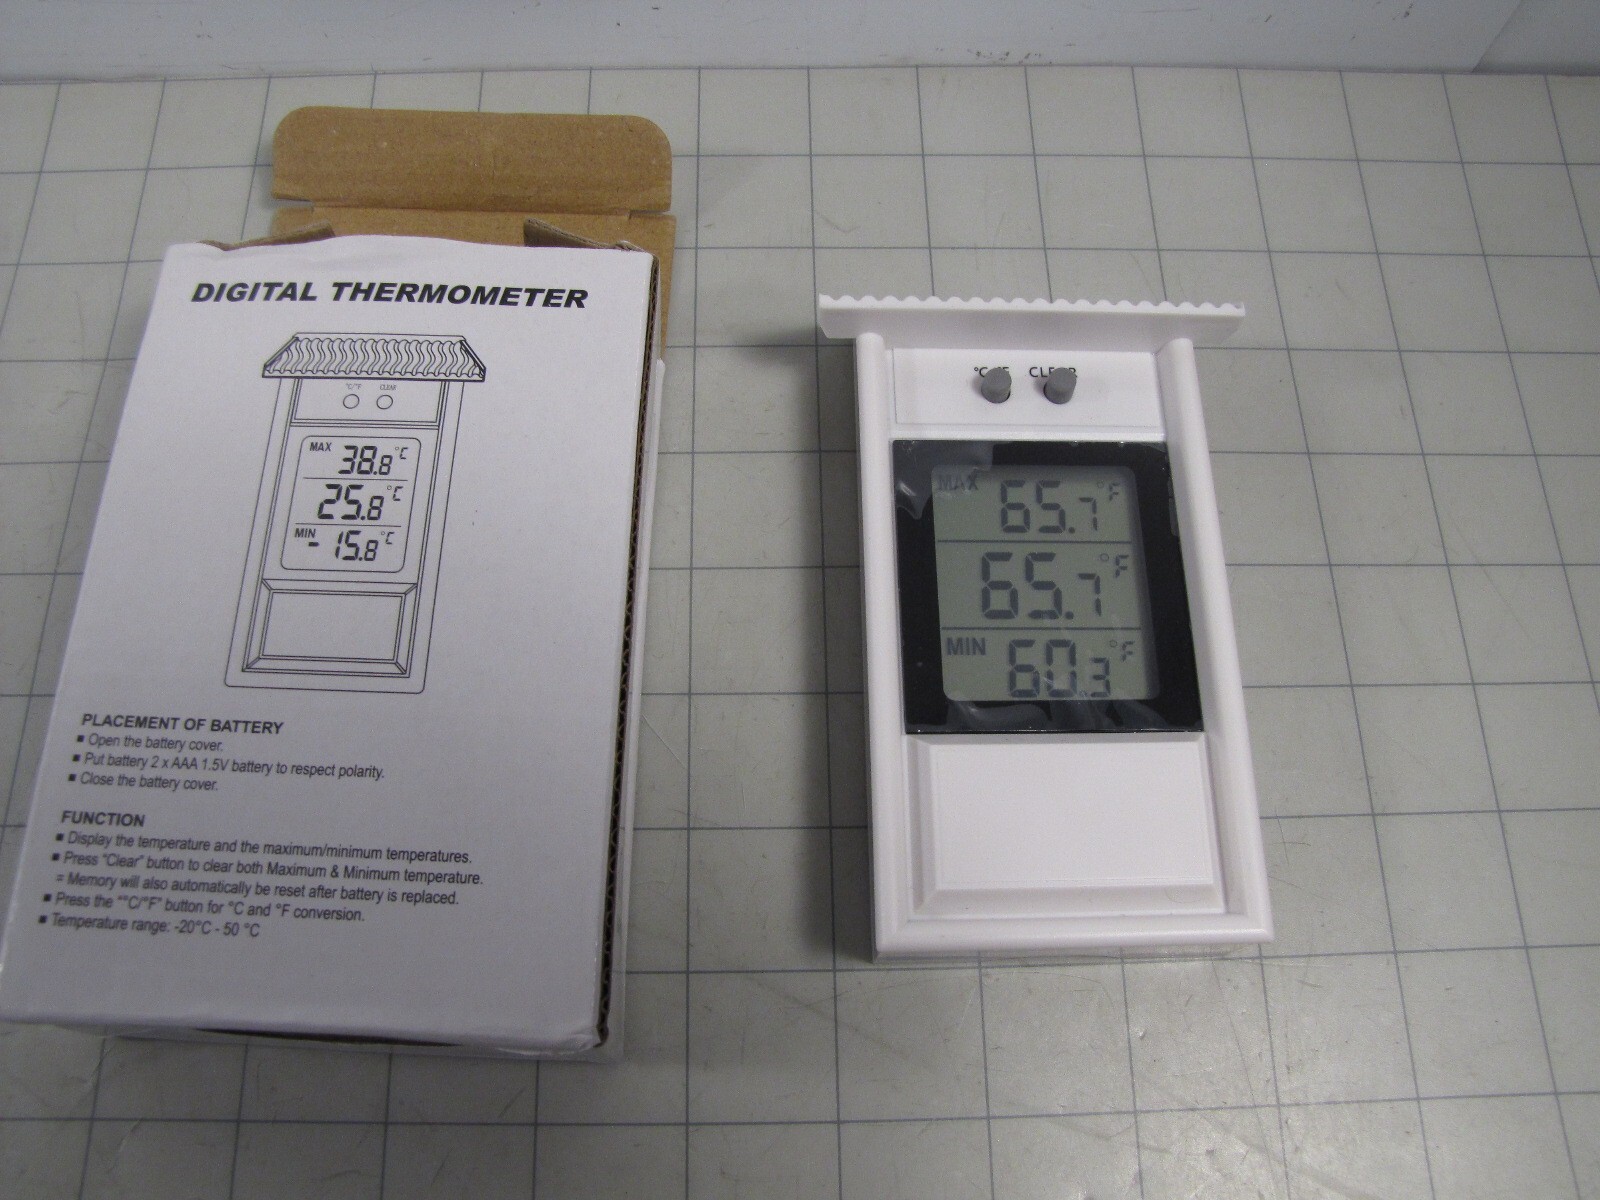 DIGITAL THERMOMETER
°C/°F CLEAR
MAX 38.8 °C
25.8 °C
MIN -15.8 °C
PLACEMENT OF BATTERY
▪ Open the battery cover.
▪ Put battery 2 x AAA 1.5V battery to respect polarity.
▪ Close the battery cover.
FUNCTION
▪ Display the temperature and the maximum/minimum temperatures.
▪ Press "Clear" button to clear both Maximum & Minimum temperature.
= Memory will also automatically be reset after battery is replaced.
▪ Press the "°C/°F" button for °C and °F conversion.
▪ Temperature range: -20°C - 50 °C
°C/°F CLEAR
MAX 65.7 °F
65.7 °F
MIN 60.3 °F